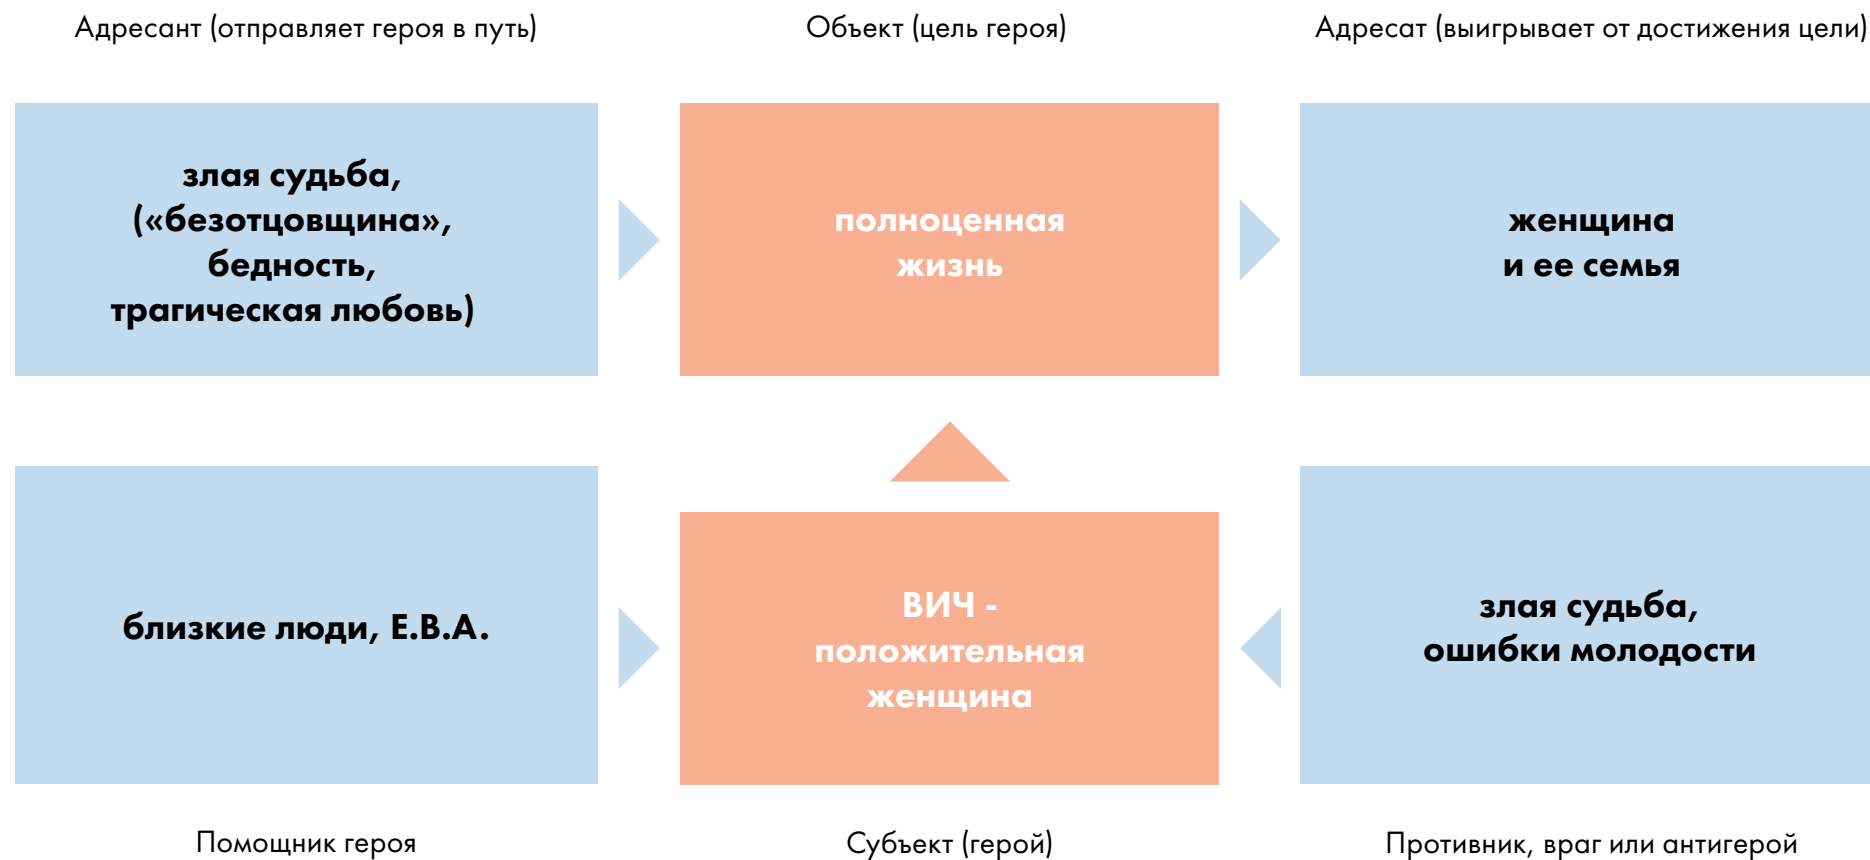 Адресант (отправляет героя в путь)
Объект (цель героя)
Адресат (выигрывает от достижения цели)
злая судьба,
(«безотцовщина»,
бедность,
трагическая любовь)
полноценная
жизнь
женщина
и ее семья
близкие люди, Е.В.А.
ВИЧ -
положительная
женщина
злая судьба,
ошибки молодости
Помощник героя
Субъект (герой)
Противник, враг или антигерой